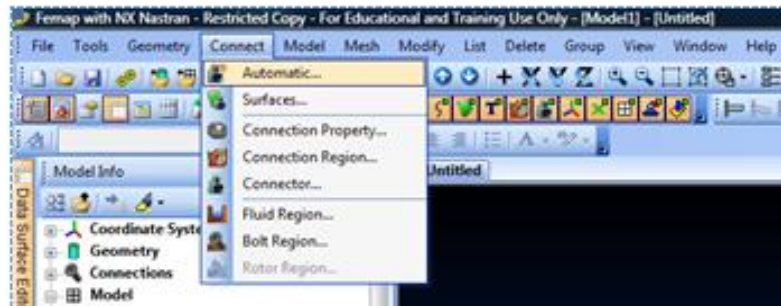 Femap with NX Nastran - Restricted Copy - For Educational and Training Use Only - [Model1] - [Untitled]
File Tools Geometry Connect Model Mesh Modify List Delete Group View Window Help
Automatic...
Surfaces...
Connection Property...
Connection Region...
Connector...
Fluid Region...
Bolt Region...
Rotor Region...
Model Info
Untitled
Coordinate Syste
Geometry
Connections
Model
Data Surface Edit